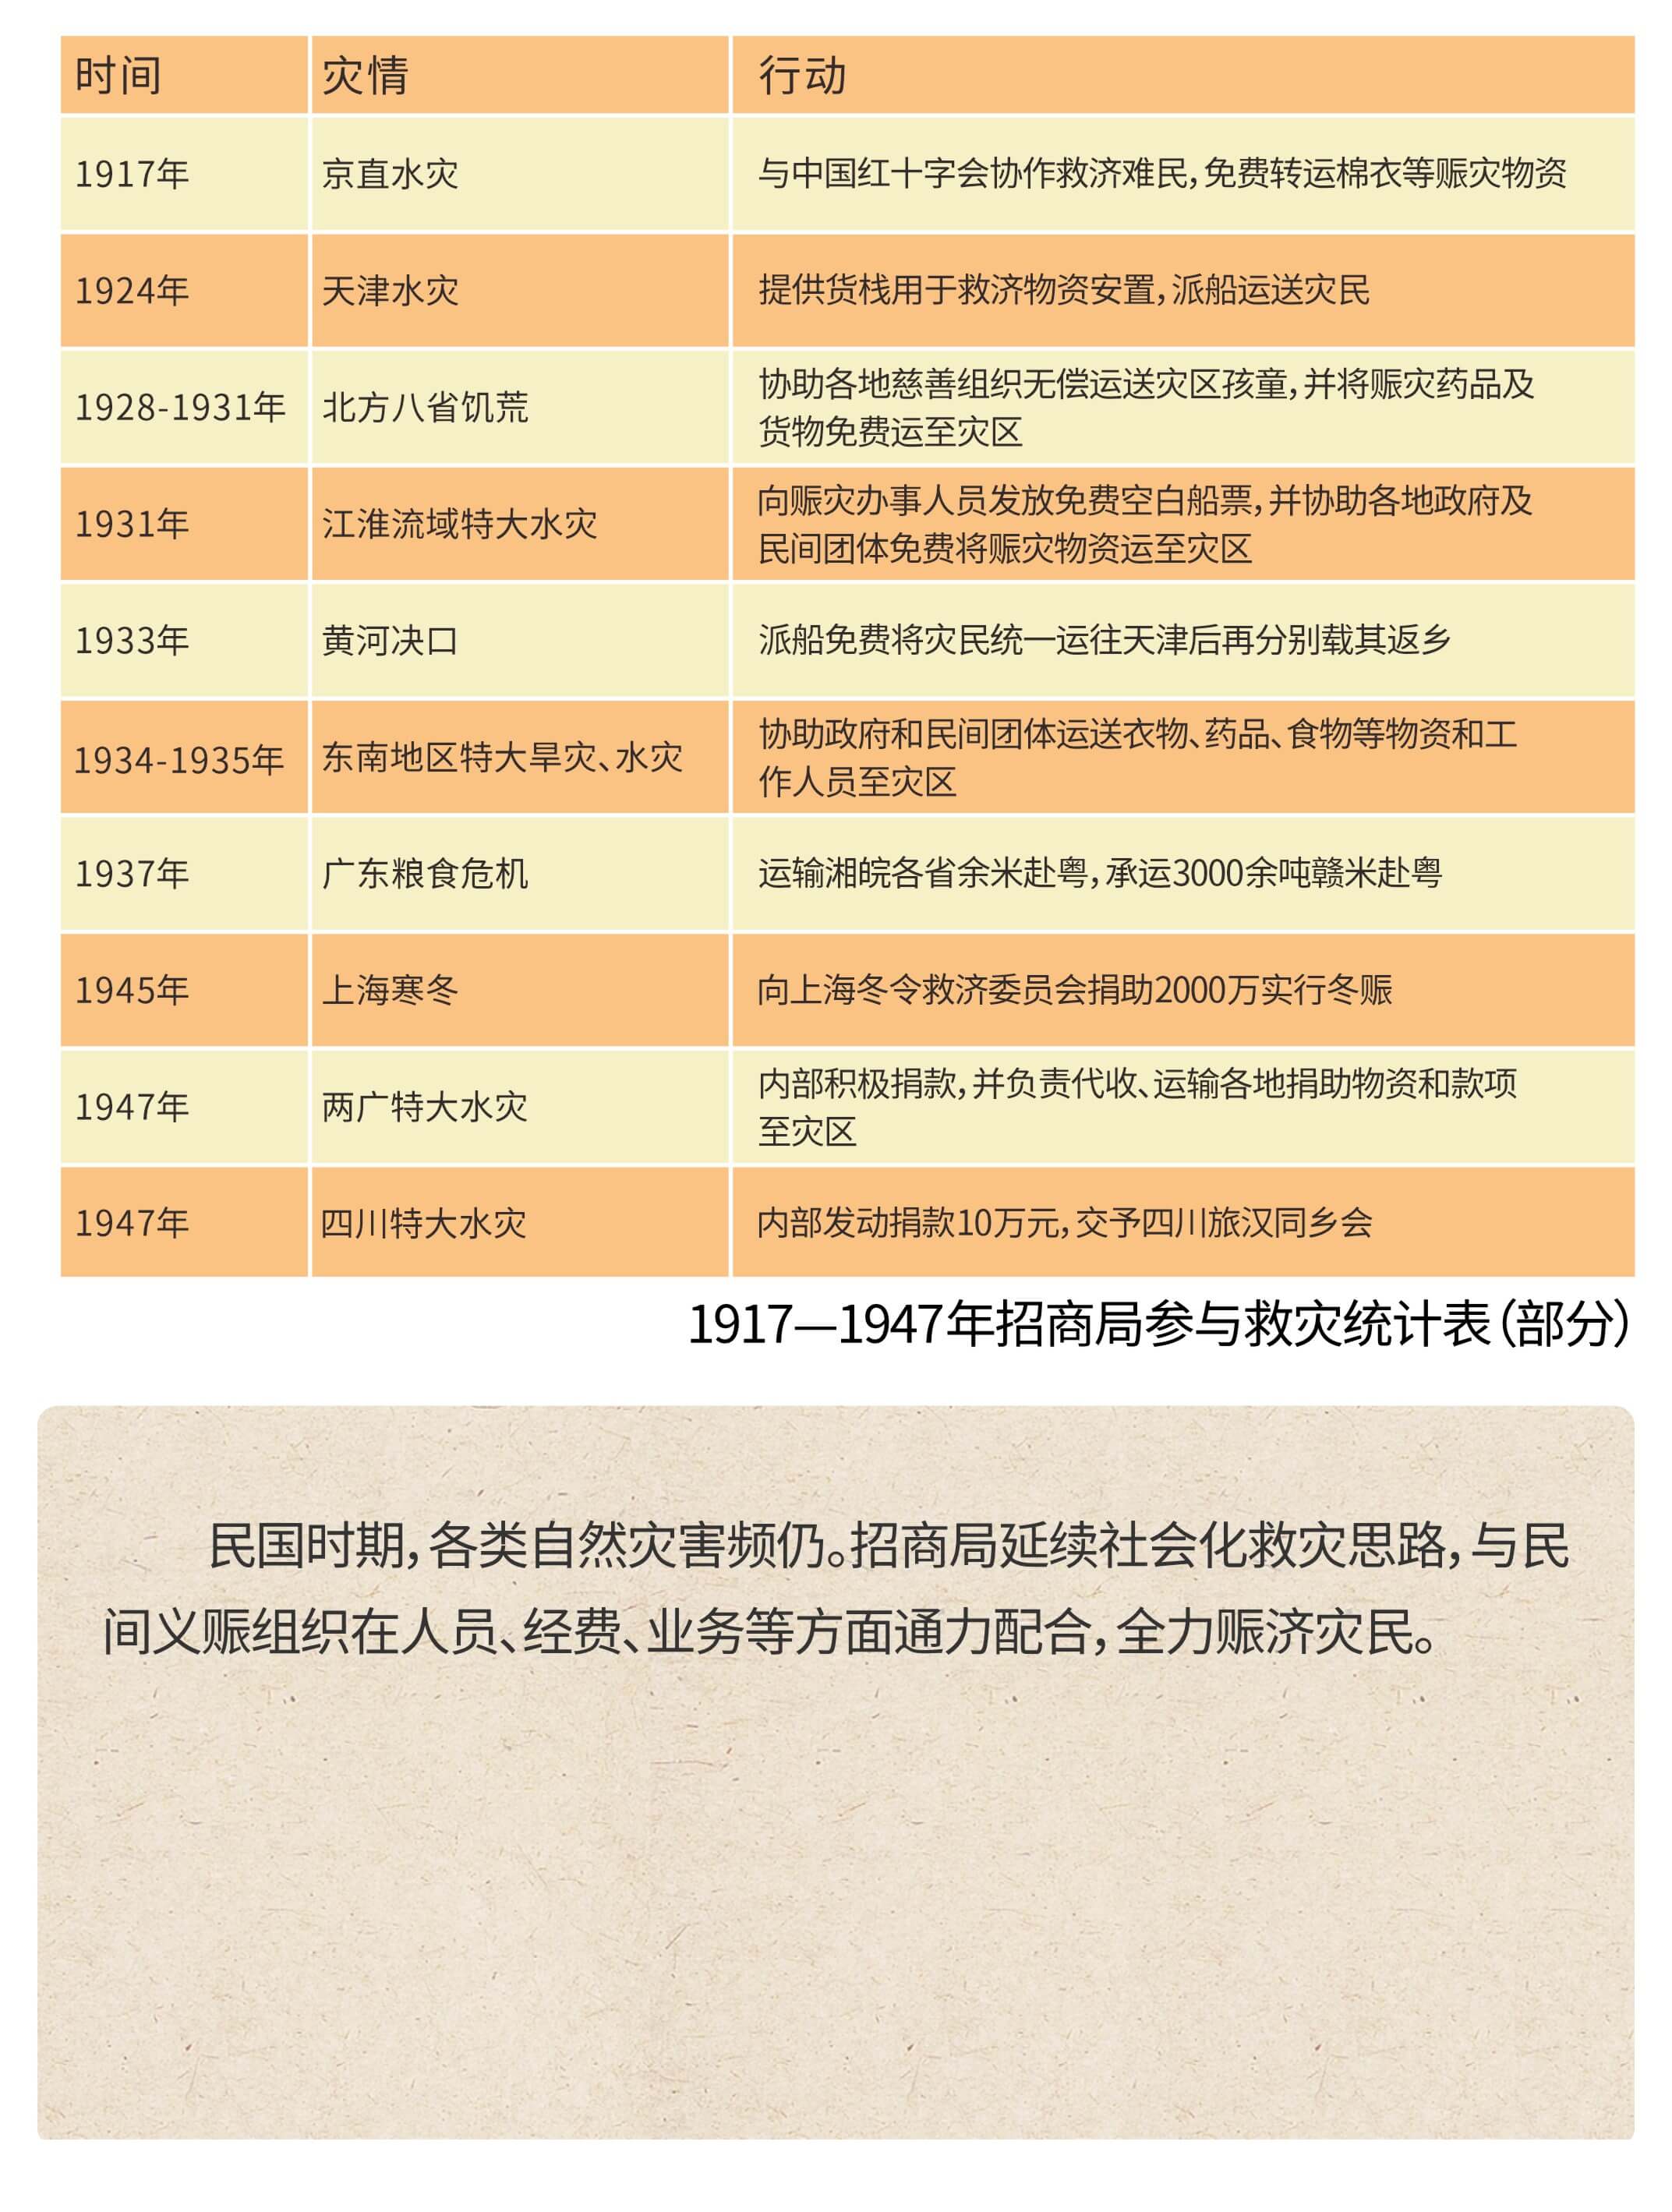 时间 灾情 行动
1917年 京直水灾 与中国红十字会协作救济难民，免费转运棉衣等赈灾物资
1924年 天津水灾 提供货栈用于救济物资安置，派船运送灾民
1928-1931年 北方八省饥荒 协助各地慈善组织无偿运送灾区孩童，并将赈灾药品及
货物免费运至灾区
1931年 江淮流域特大水灾 向赈灾办事人员发放免费空白船票，并协助各地政府及
民间团体免费将赈灾物资运至灾区
1933年 黄河决口 派船免费将灾民统一运往天津后再分别载其返乡
1934-1935年 东南地区特大旱灾、水灾 协助政府和民间团体运送衣物、药品、食物等物资和工
作人员至灾区
1937年 广东粮食危机 运输湘皖各省余米赴粤，承运3000余吨赣米赴粤
1945年 上海寒冬 向上海冬令救济委员会捐助2000万实行冬赈
1947年 两广特大水灾 内部积极捐款，并负责代收、运输各地捐助物资和款项
至灾区
1947年 四川特大水灾 内部发动捐款10万元，交予四川旅汉同乡会
1917—1947年招商局参与救灾统计表（部分）
民国时期，各类自然灾害频仍。招商局延续社会化救灾思路，与民
间义赈组织在人员、经费、业务等方面通力配合，全力赈济灾民。